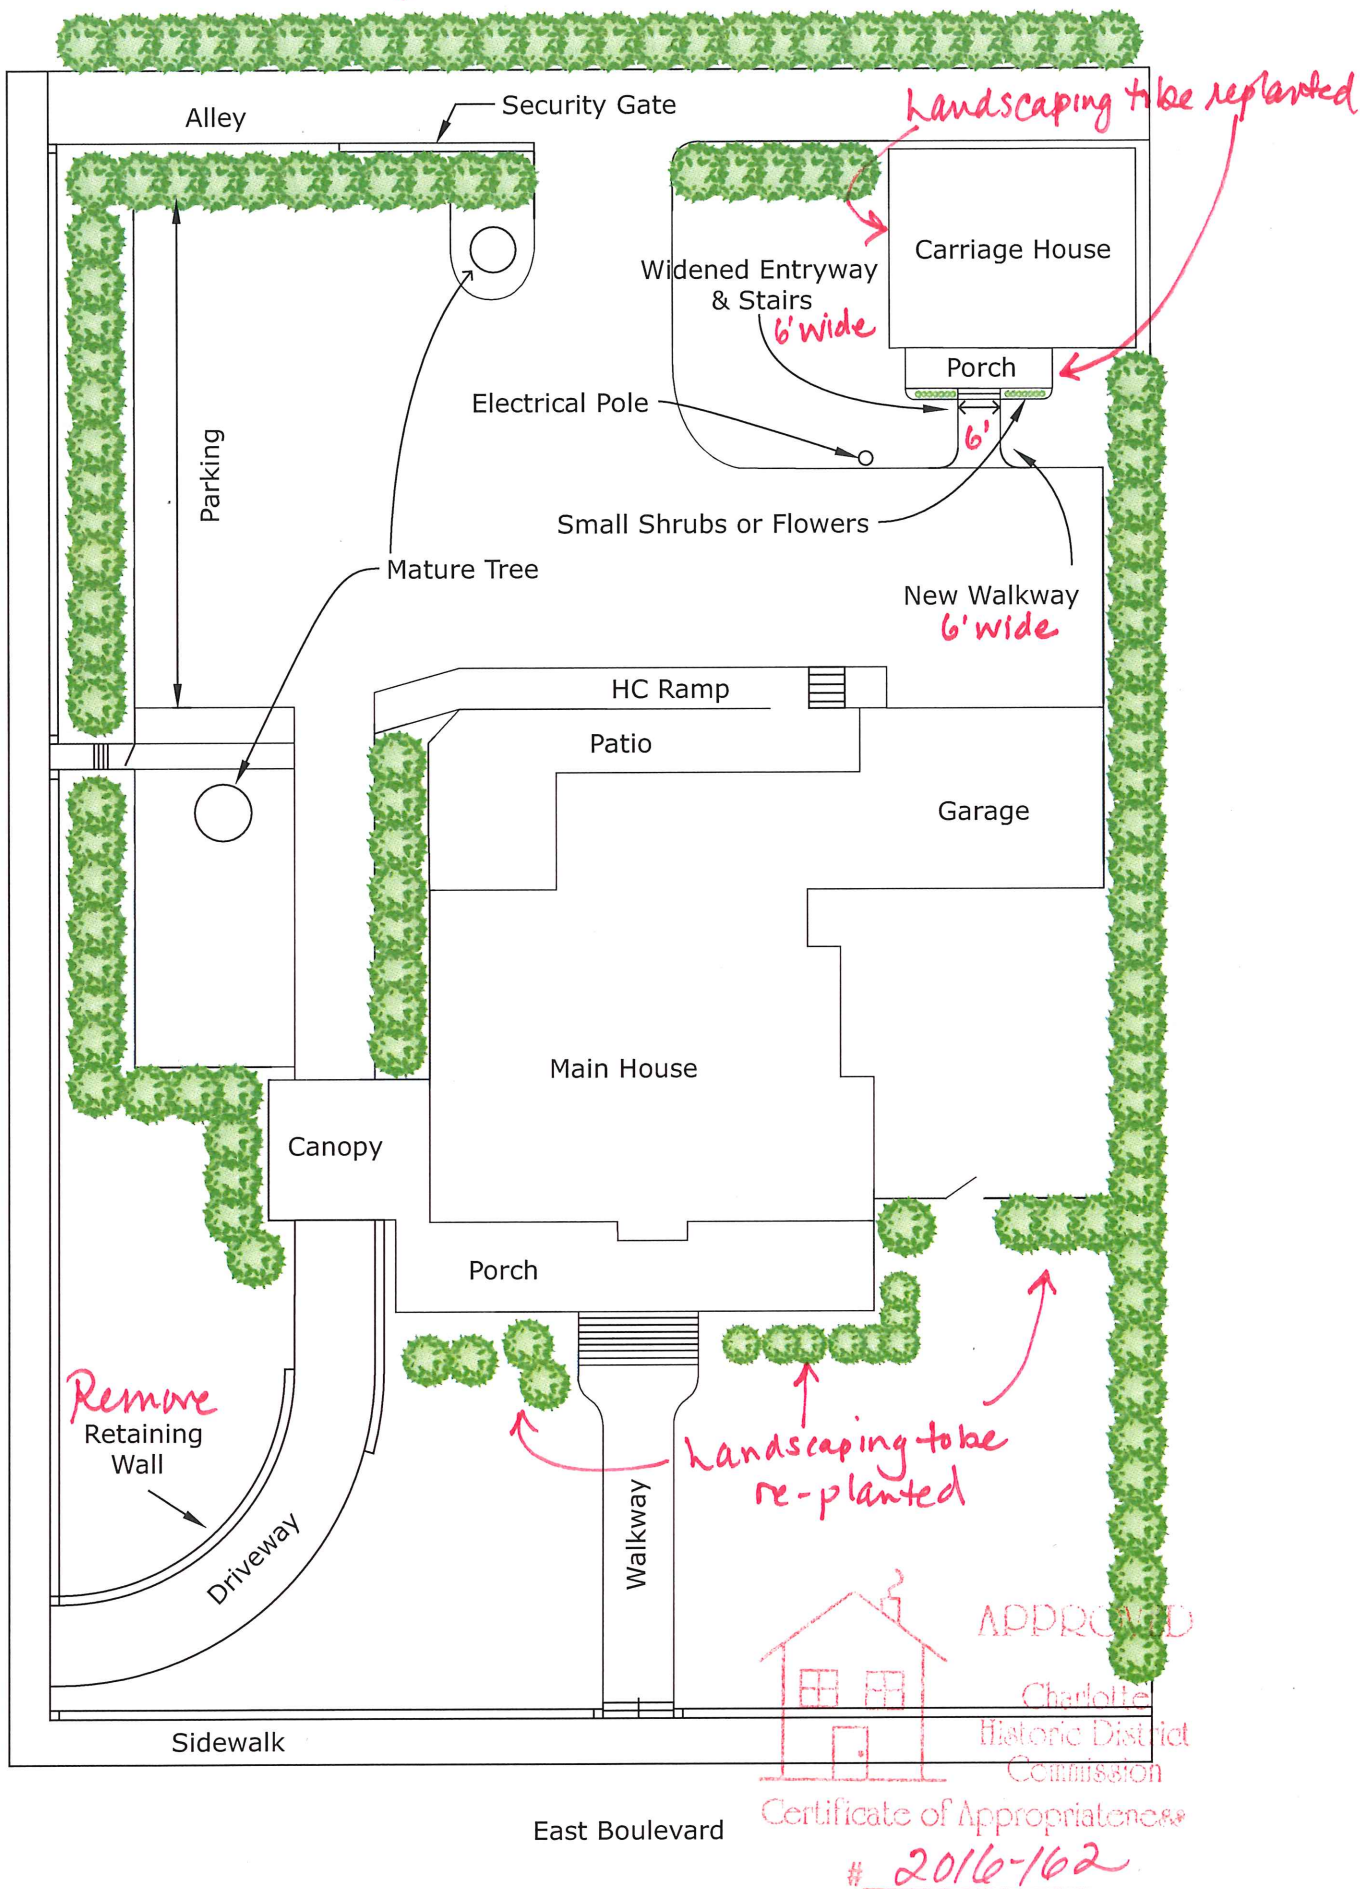 Alley
Security Gate
Landscaping to be replanted
Carriage House
Widened Entryway
& Stairs
6' wide
Porch
Electrical Pole
6'
Parking
Small Shrubs or Flowers
Mature Tree
New Walkway
6' wide
HC Ramp
Patio
Garage
Main House
Canopy
Porch
Remove
Retaining
Wall
Landscaping to be
re-planted
Driveway
Walkway
APPROVED
Charlotte
Historic District
Commission
Sidewalk
Certificate of Appropriateness
East Boulevard
# 2016-162